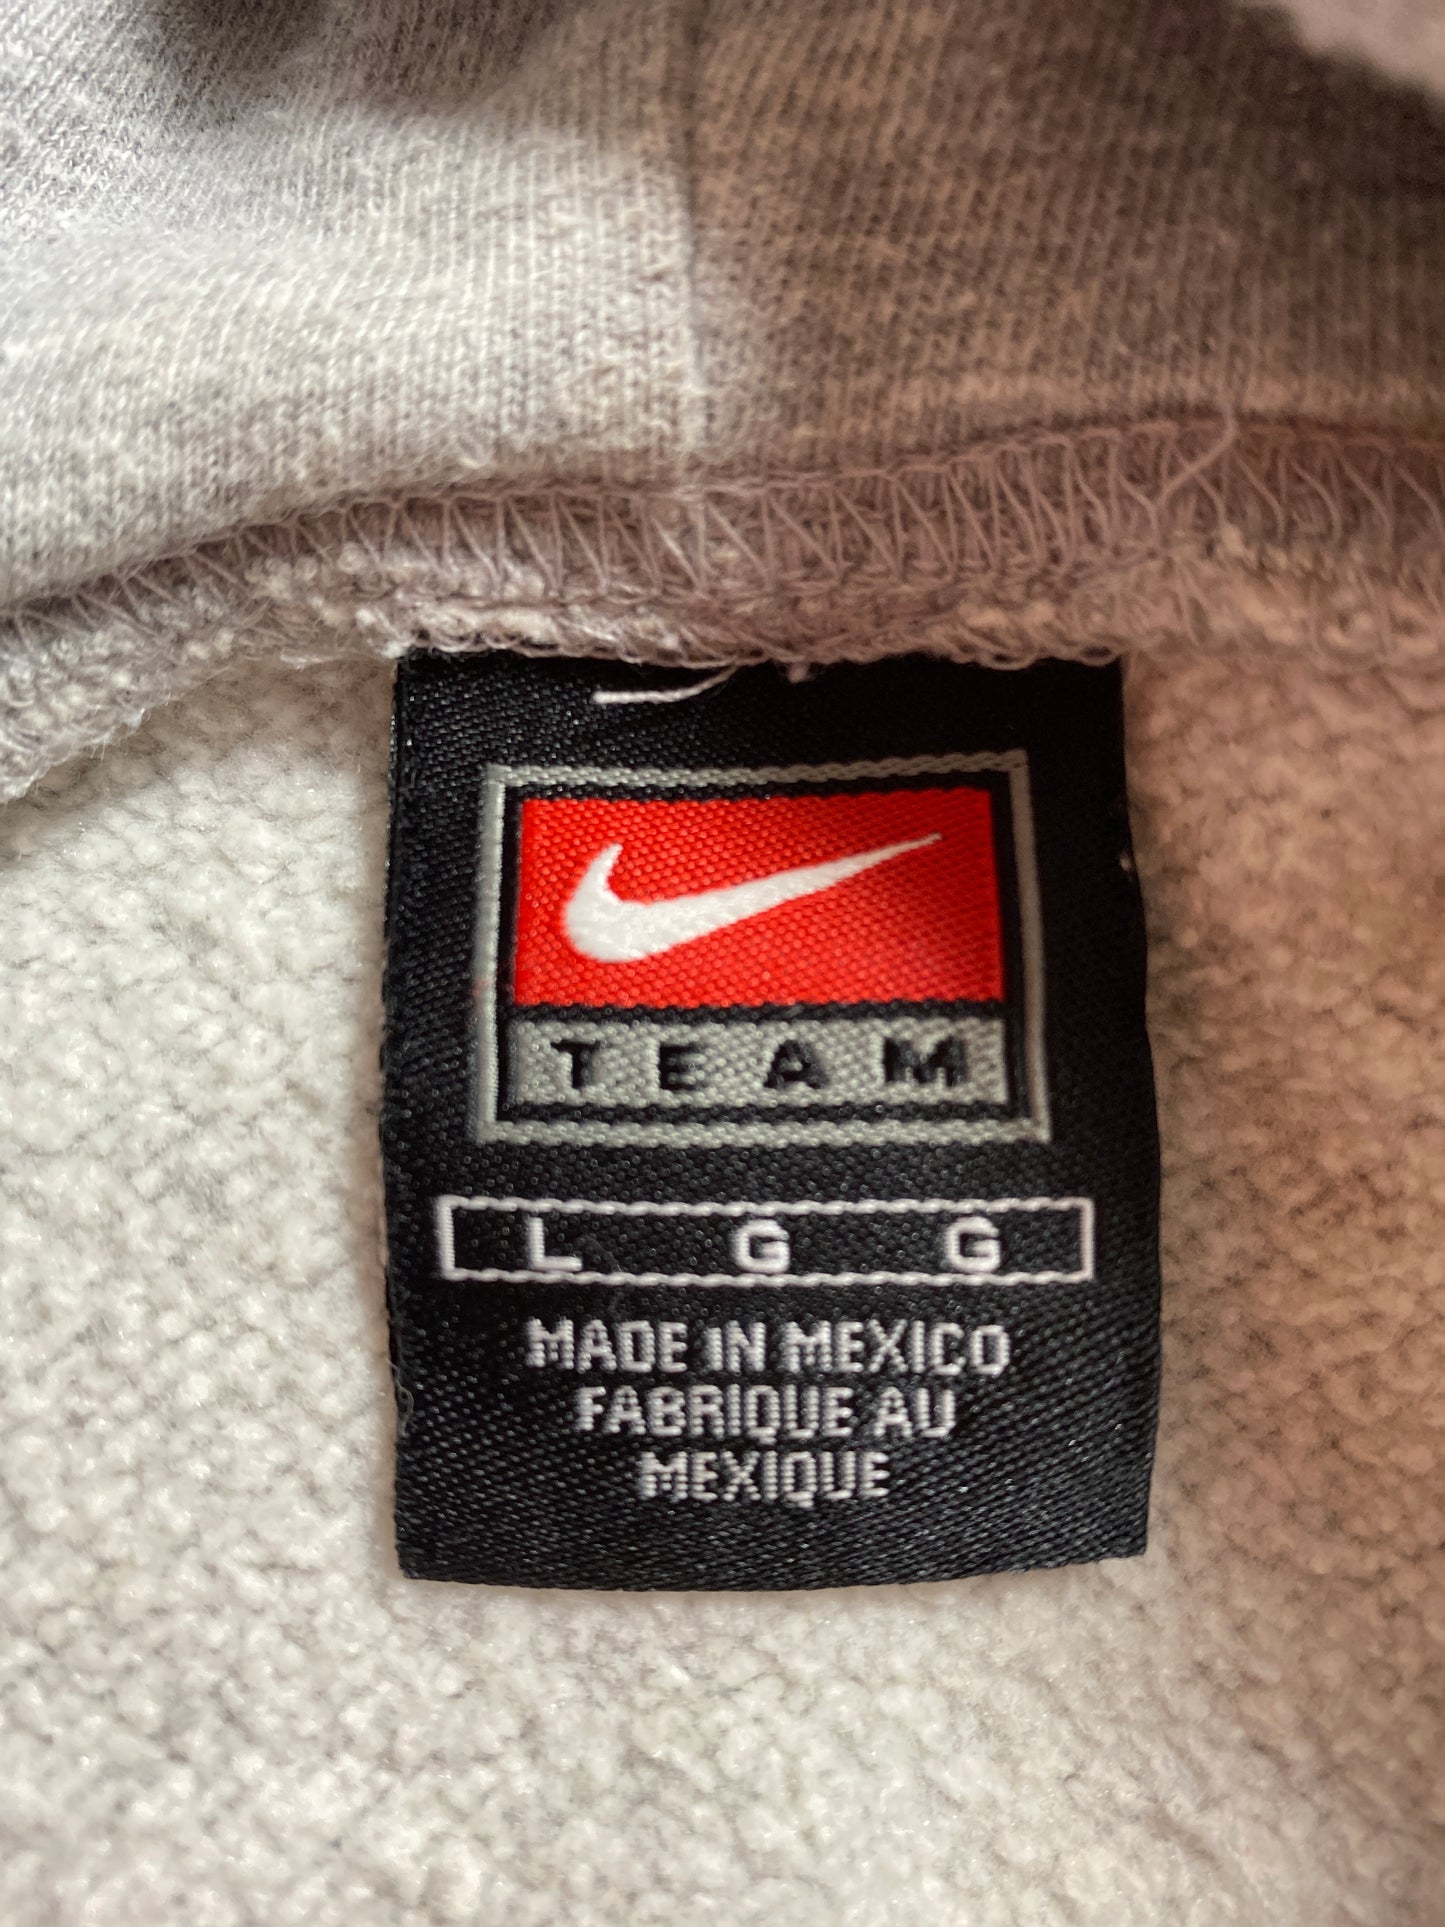 TEAM
L G G
MADE IN MEXICO
FABRIQUE AU
MEXIQUE